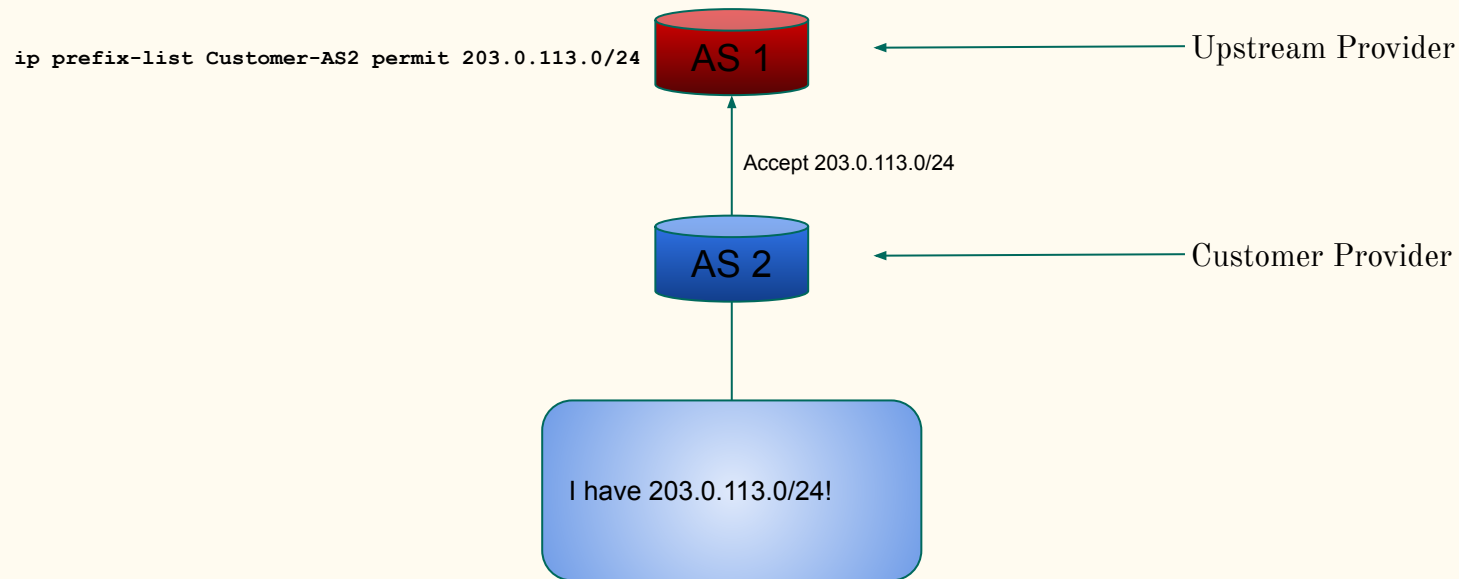 ip prefix-list Customer-AS2 permit 203.0.113.0/24
AS 1
Upstream Provider
Accept 203.0.113.0/24
AS 2
Customer Provider
I have 203.0.113.0/24!